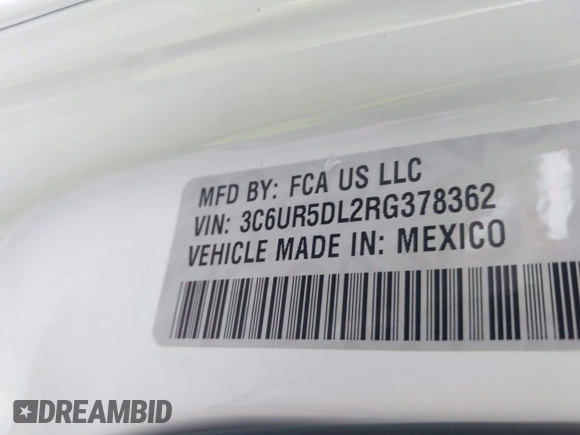 MFD BY: FCA US LLC
VIN: 3C6UR5DL2RG378362
VEHICLE MADE IN: MEXICO
DREAMBID